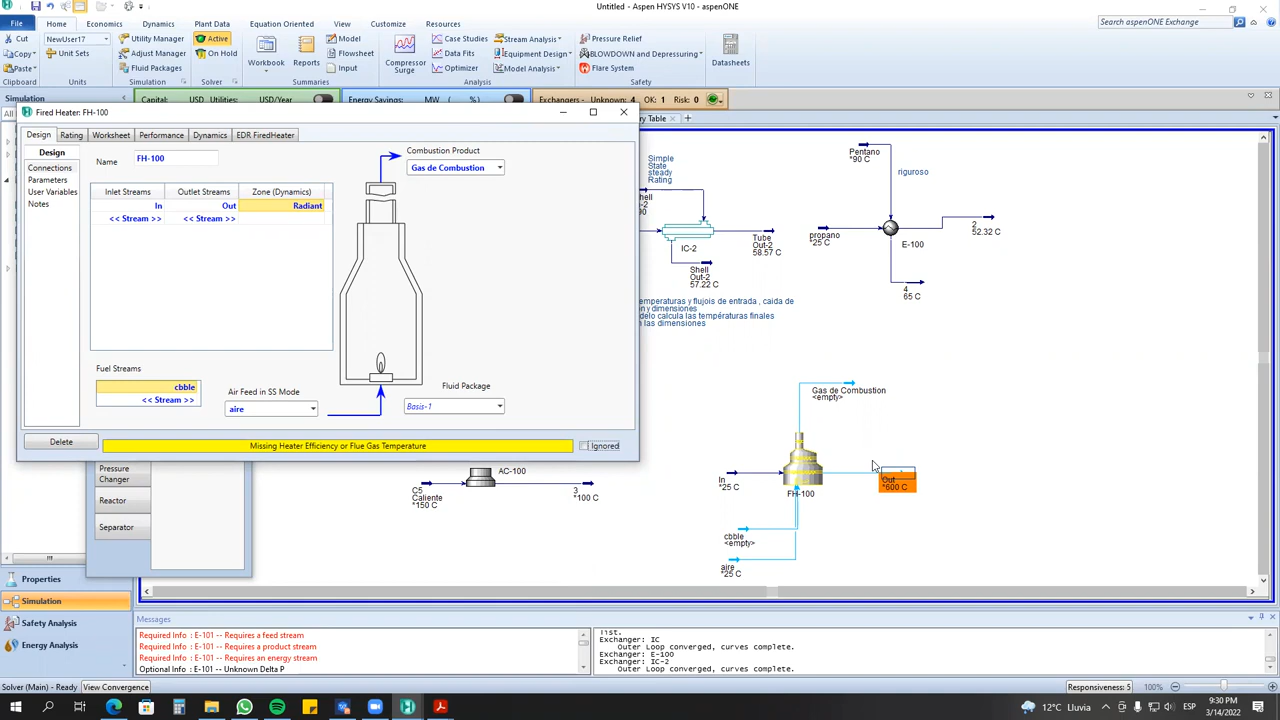 Untitled - Aspen HYSYS V10 - aspenONE
File
Home
Economics
Dynamics
Plant Data
Equation Oriented
View
Customize
Resources
Search aspenONE Exchange
Cut
Copy
Paste
Clipboard
NewUser17
Unit Sets
Units
Utility Manager
Adjust Manager
Fluid Packages
Simulation
Active
On Hold
Solver
Workbook
Reports
Model
Flowsheet
Input
Summaries
Compressor
Surge
Case Studies
Data Fits
Optimizer
Stream Analysis
Equipment Design
Model Analysis
Analysis
Pressure Relief
BLOWDOWN and Depressuring
Flare System
Safety
Datasheets
Simulation
Capital: USD Utilities: USD/Year
Energy Savings: MW ( %)
Exchangers - Unknown: 4 OK: 1 Risk: 0
All
Fired Heater: FH-100
Design
Rating
Worksheet
Performance
Dynamics
EDR FiredHeater
Design
Connections
Parameters
User Variables
Notes
Name
FH-100
Inlet Streams
Outlet Streams
Zone (Dynamics)
In
Out
Radiant
<< Stream >>
<< Stream >>
Combustion Product
Gas de Combustion
Fuel Streams
cbble
<< Stream >>
Air Feed in SS Mode
aire
Fluid Package
Basis-1
Delete
Missing Heater Efficiency or Flue Gas Temperature
Ignored
ry Table
Simple
State
steady
Rating
hell
90
IC-2
Tube
Out-2
58.57 C
Shell
Out-2
57.22 C
Pentano
*90 C
riguroso
propano
*25 C
E-100
2
52.32 C
4
65 C
emperaturas y flujois de entrada , caida de
n y dimensiones
odelo calcula las températuras finales
n las dimensiones
Gas de Combustion
<empty>
In
*25 C
FH-100
Out
*600 C
cbble
<empty>
aire
*25 C
AC-100
C5
Caliente
*150 C
3
*100 C
Pressure
Changer
Reactor
Separator
Properties
Simulation
Safety Analysis
Energy Analysis
Messages
Required Info : E-101 -- Requires a feed stream
Required Info : E-101 -- Requires a product stream
Required Info : E-101 -- Requires an energy stream
Optional Info : E-101 -- Unknown Delta P
list.
Exchanger: IC
Outer Loop converged, curves complete.
Exchanger: E-100
Exchanger: IC-2
Outer Loop converged, curves complete.
Solver (Main) - Ready
View Convergence
Responsiveness: 5
100%
12°C Lluvia
ESP
9:30 PM
3/14/2022